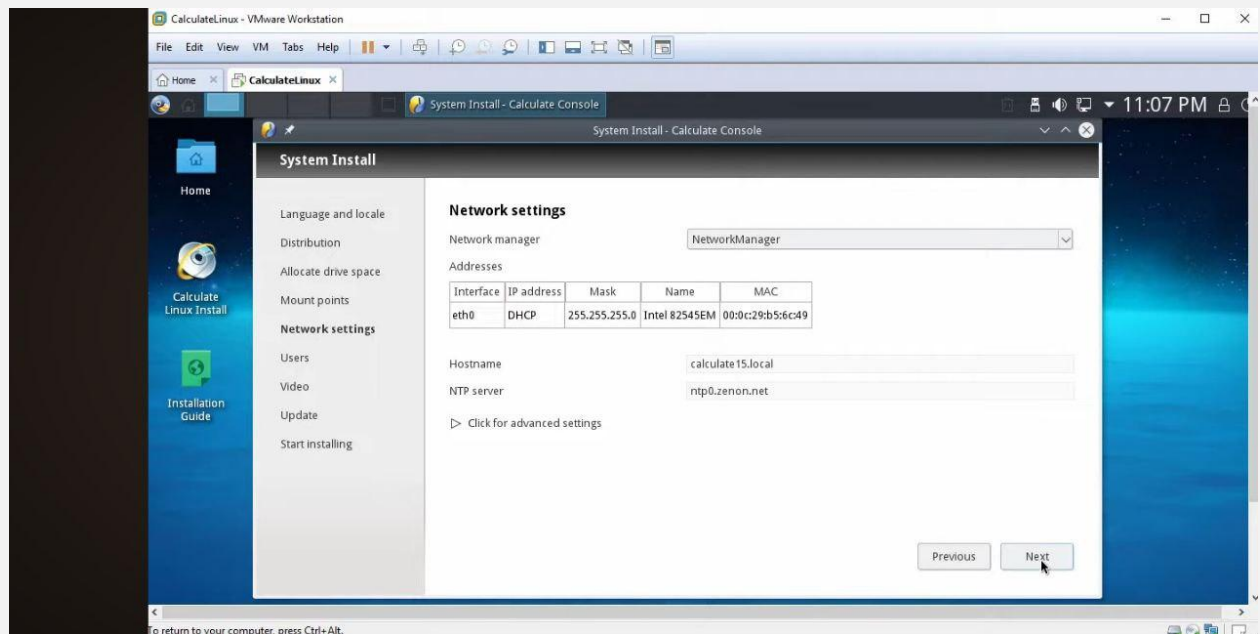 CalculateLinux - VMware Workstation
File Edit View VM Tabs Help
Home CalculateLinux
System Install - Calculate Console 11:07 PM
System Install - Calculate Console
System Install
Home
Calculate
Linux Install
Installation
Guide
Language and locale
Distribution
Allocate drive space
Mount points
Network settings
Users
Video
Update
Start installing
Network settings
Network manager NetworkManager
Addresses
Interface IP address Mask Name MAC
eth0 DHCP 255.255.255.0 Intel 82545EM 00:0c:29:b5:6c:49
Hostname calculate15.local
NTP server ntp0.zenon.net
Click for advanced settings
Previous Next
To return to your computer, press Ctrl+Alt.